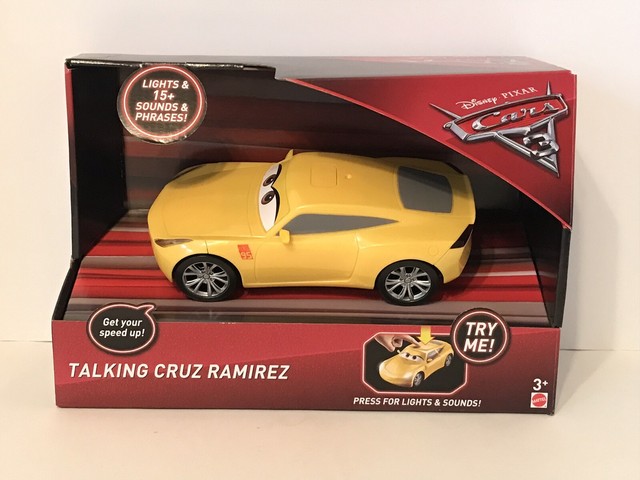 LIGHTS &
15+
SOUNDS &
PHRASES!
Disney PIXAR
Cars
3
Get your
speed up!
TALKING CRUZ RAMIREZ
TRY
ME!
PRESS FOR LIGHTS & SOUNDS!
3+
MATTEL